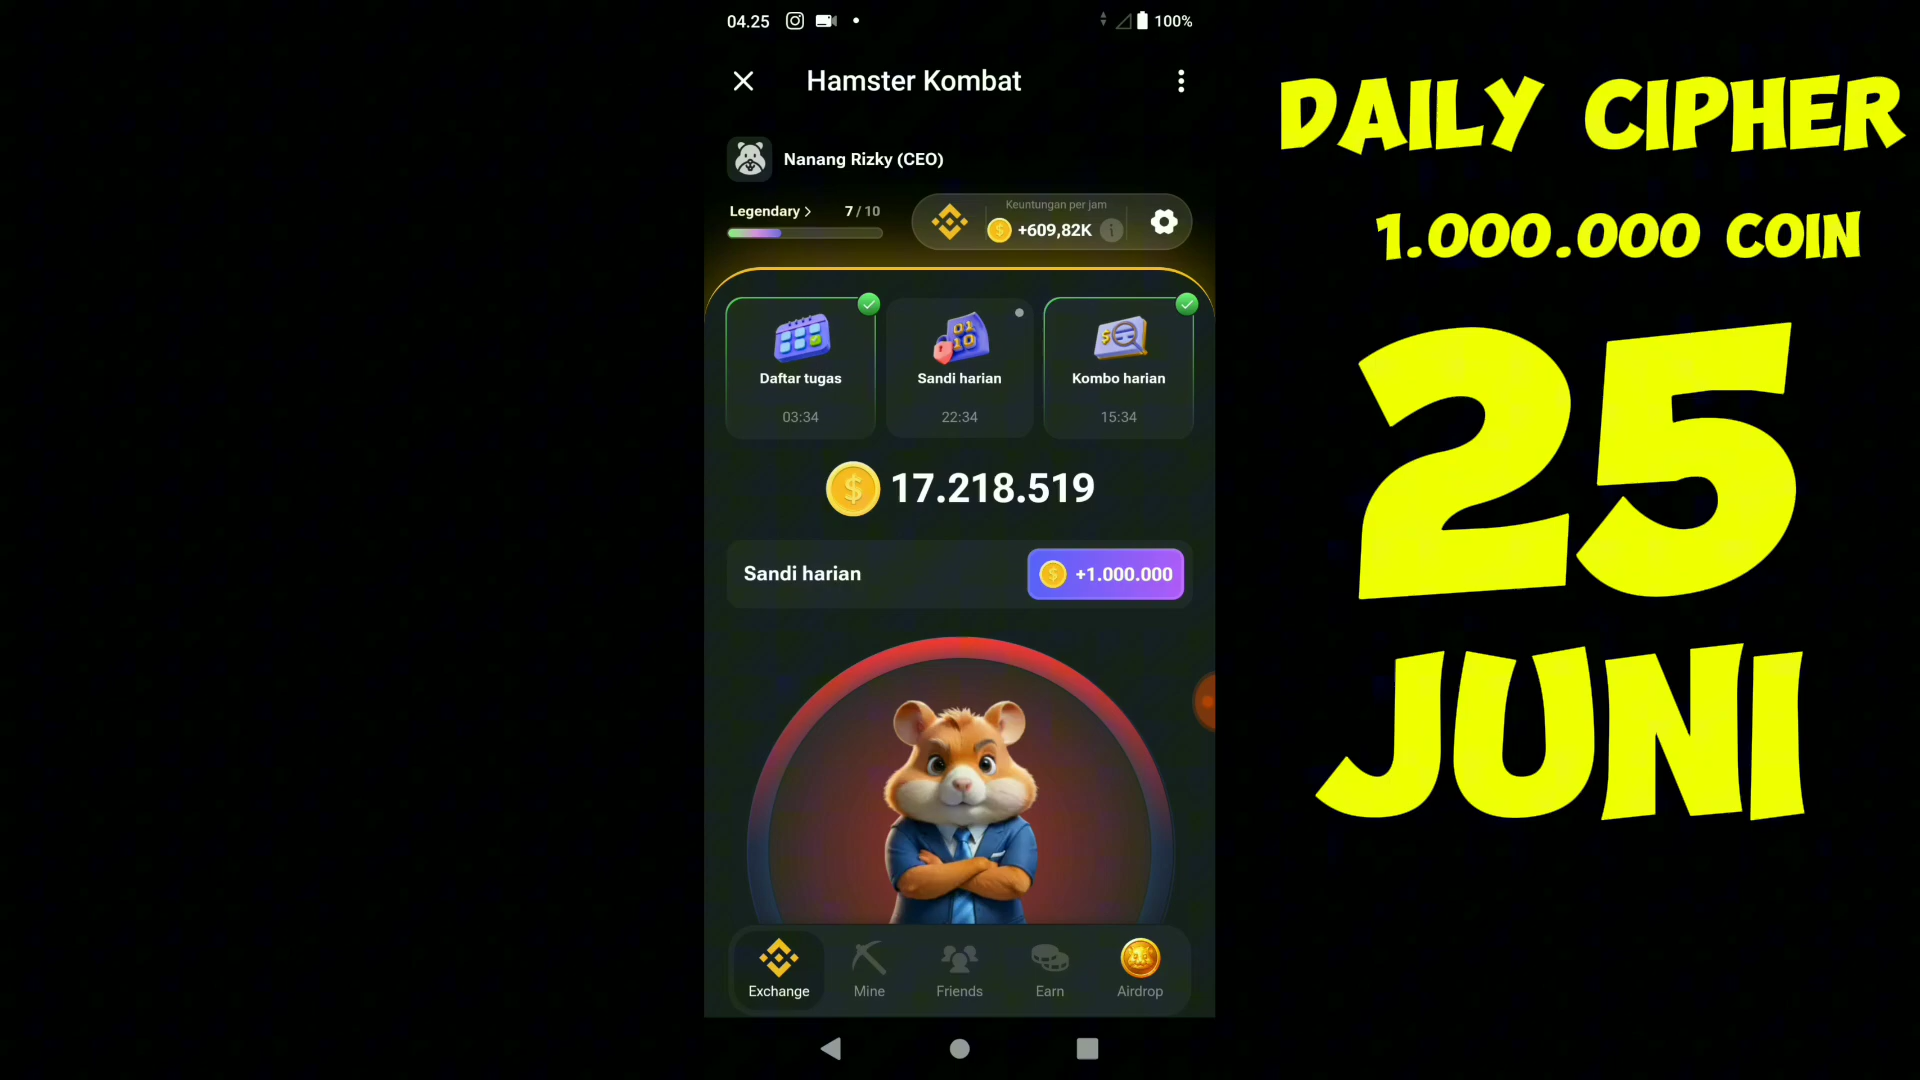 04.25
100%
Hamster Kombat
Nanang Rizky (CEO)
Legendary >
7 / 10
Keuntungan per jam
+609,82K
Daftar tugas
03:34
Sandi harian
22:34
Kombo harian
15:34
17.218.519
Sandi harian
+1.000.000
Exchange
Mine
Friends
Earn
Airdrop
DAILY CIPHER
1.000.000 COIN
25
JUNI